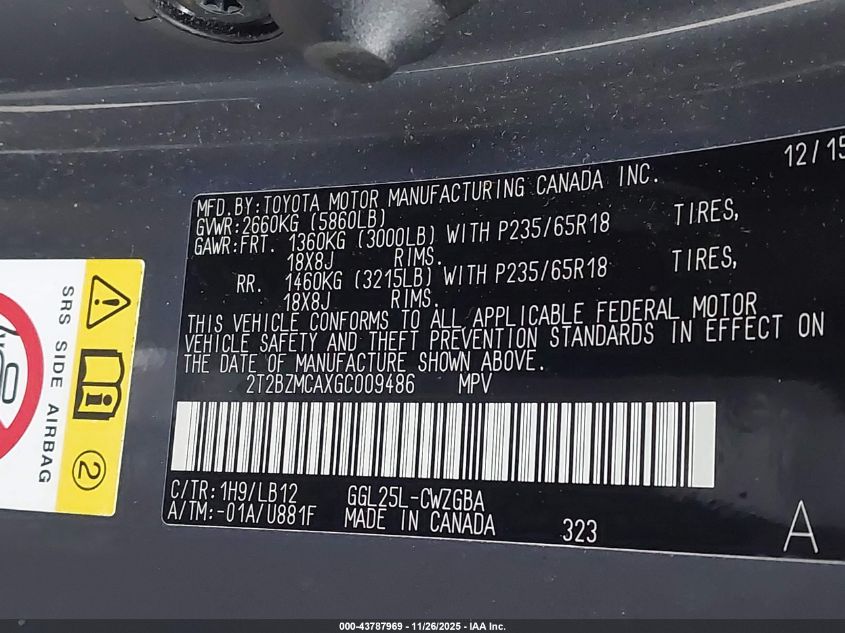 12/15
MFD.BY:TOYOTA MOTOR MANUFACTURING CANADA INC.
GVWR:2660KG (5860LB)
GAWR:FRT. 1360KG (3000LB) WITH P235/65R18 TIRES,
18X8J RIMS.
RR. 1460KG (3215LB) WITH P235/65R18 TIRES,
18X8J RIMS.
THIS VEHICLE CONFORMS TO ALL APPLICABLE FEDERAL MOTOR
VEHICLE SAFETY AND THEFT PREVENTION STANDARDS IN EFFECT ON
THE DATE OF MANUFACTURE SHOWN ABOVE.
2T2BZMCAXGC009486 MPV
C/TR:1H9/LB12 GGL25L-CWZGBA
A/TM:-01A/U881F MADE IN CANADA 323 A
SRS SIDE AIRBAG
2
000-43787969 - 11/26/2025 - IAA Inc.